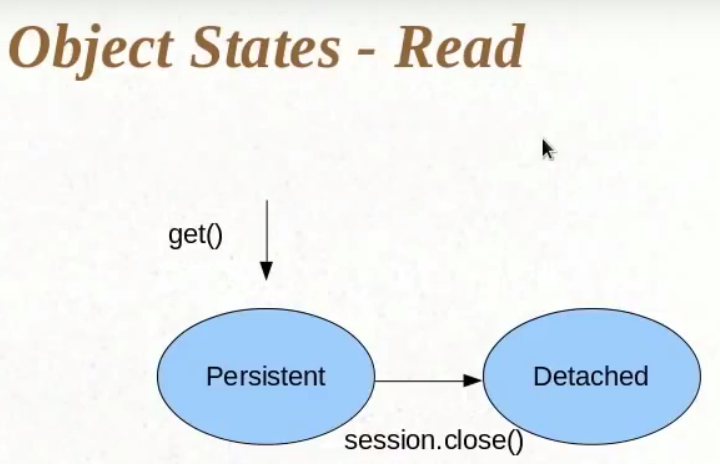 Object States - Read
get()
Persistent
Detached
session.close()